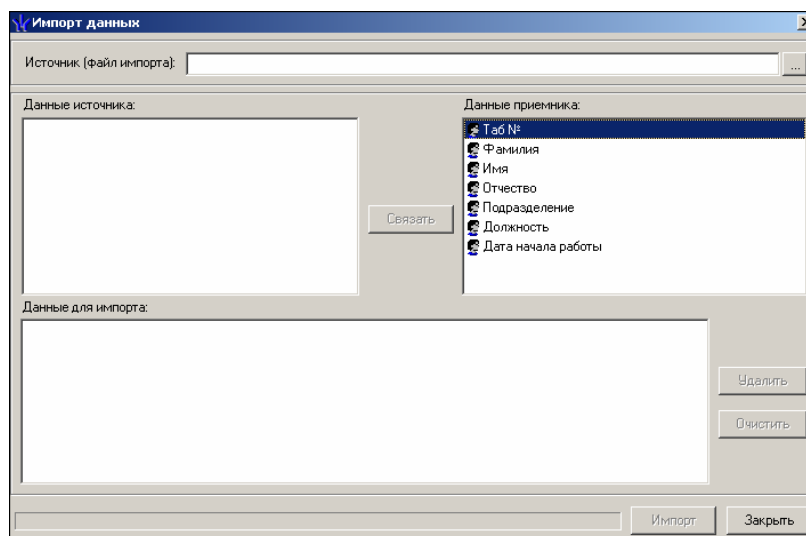 Импорт данных
Источник (файл импорта):
...
Данные источника:
Данные приемника:
Таб №
Фамилия
Имя
Отчество
Подразделение
Должность
Дата начала работы
Связать
Данные для импорта:
Удалить
Очистить
Импорт
Закрыть